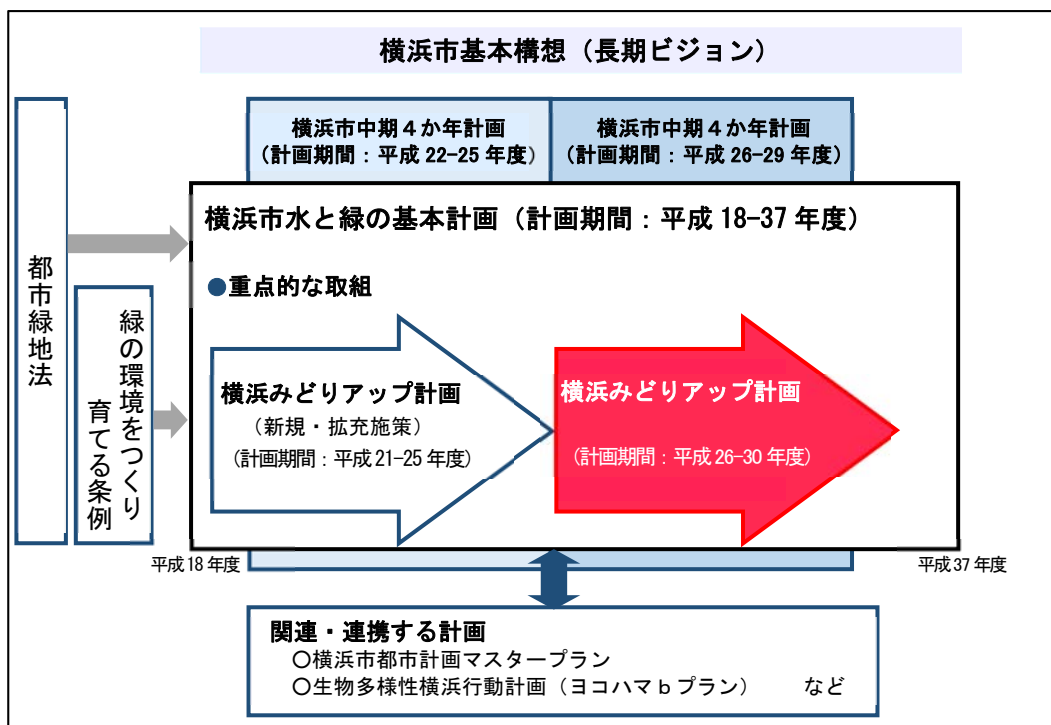 横浜市基本構想（長期ビジョン）
横浜市中期４か年計画
（計画期間：平成 22-25 年度）
横浜市中期４か年計画
（計画期間：平成 26-29 年度）
都市緑地法
緑の環境をつくり
育てる条例
横浜市水と緑の基本計画（計画期間：平成 18-37 年度）
●重点的な取組
横浜みどりアップ計画
（新規・拡充施策）
（計画期間：平成 21-25 年度）
横浜みどりアップ計画
（計画期間：平成 26-30 年度）
平成 18 年度
平成 37 年度
関連・連携する計画
○横浜市都市計画マスタープラン
○生物多様性横浜行動計画（ヨコハマｂプラン）　など